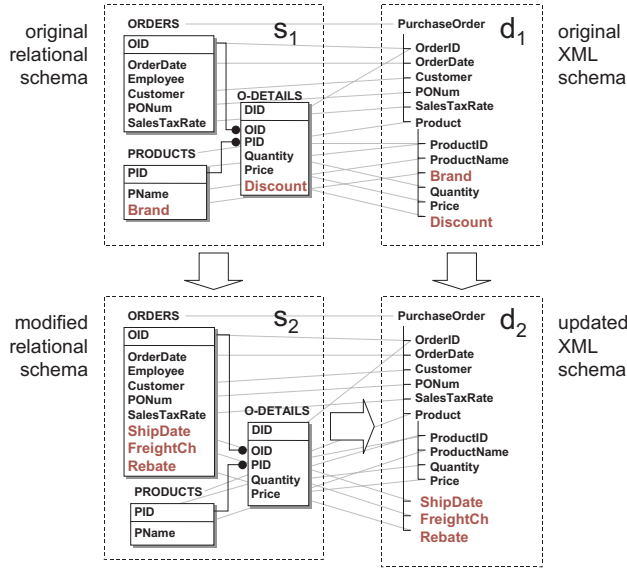 original
relational
schema
s1
ORDERS
OID
OrderDate
Employee
Customer
PONum
SalesTaxRate
O-DETAILS
DID
OID
PID
Quantity
Price
Discount
PRODUCTS
PID
PName
Brand
d1
PurchaseOrder
OrderID
OrderDate
Customer
PONum
SalesTaxRate
Product
ProductID
ProductName
Brand
Quantity
Price
Discount
original
XML
schema
modified
relational
schema
s2
ORDERS
OID
OrderDate
Employee
Customer
PONum
SalesTaxRate
ShipDate
FreightCh
Rebate
O-DETAILS
DID
OID
PID
Quantity
Price
PRODUCTS
PID
PName
d2
PurchaseOrder
OrderID
OrderDate
Customer
PONum
SalesTaxRate
Product
ProductID
ProductName
Quantity
Price
ShipDate
FreightCh
Rebate
updated
XML
schema